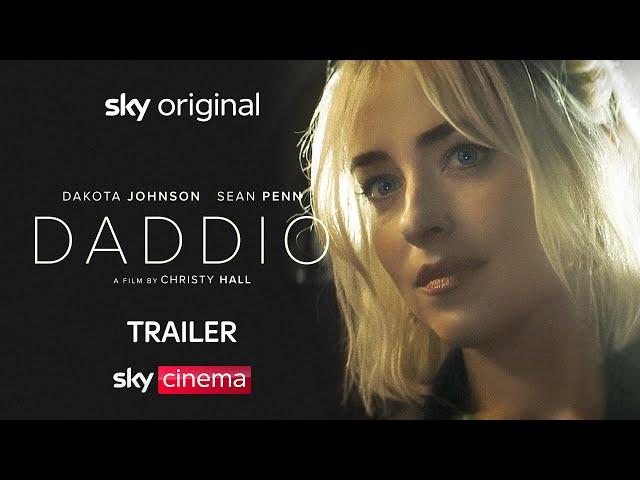 sky original
DAKOTA JOHNSON SEAN PENN
DADDIO
A FILM BY CHRISTY HALL
TRAILER
sky cinema